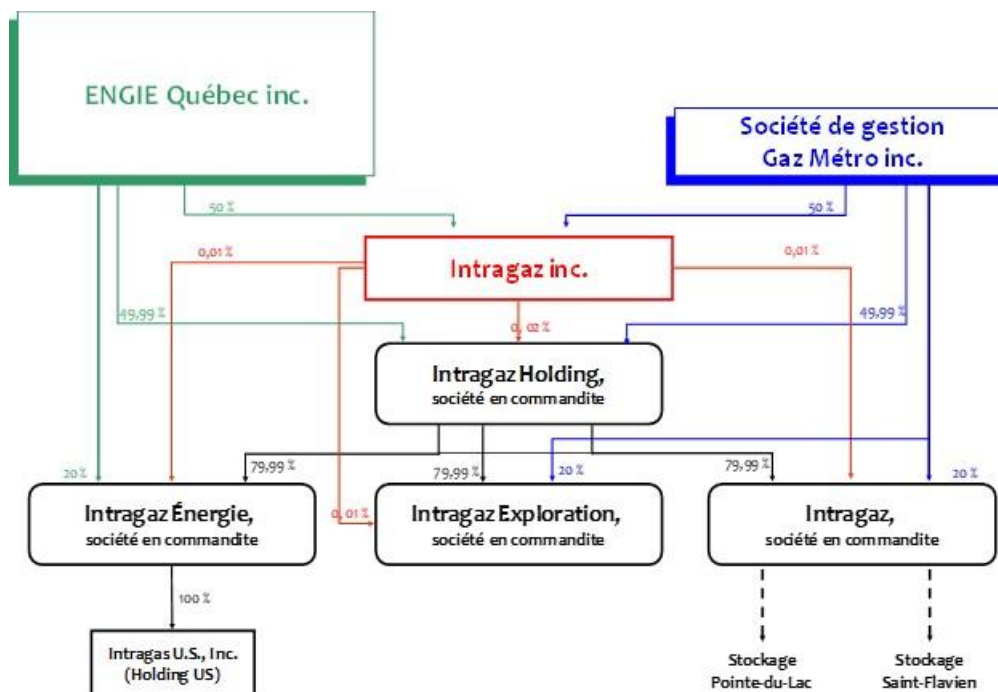 ENGIE Québec inc.
Société de gestion
Gaz Métro inc.
50 %
50 %
0,01 %
Intragaz inc.
0,01 %
49,99 %
0, 02 %
49,99 %
Intragaz Holding,
société en commandite
20 %
79,99 %
79,99 %
20 %
79,99 %
20 %
Intragaz Énergie,
société en commandite
0, 01 %
Intragaz Exploration,
société en commandite
Intragaz,
société en commandite
100 %
Intragas U.S., Inc.
(Holding US)
Stockage
Pointe-du-Lac
Stockage
Saint-Flavien